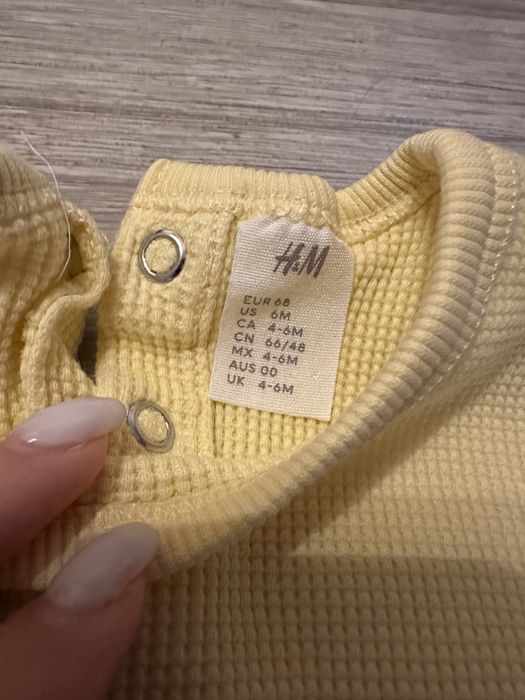 H&M
EUR 68
US 6M
CA 4-6M
CN 66/48
MX 4-6M
AUS 00
UK 4-6M